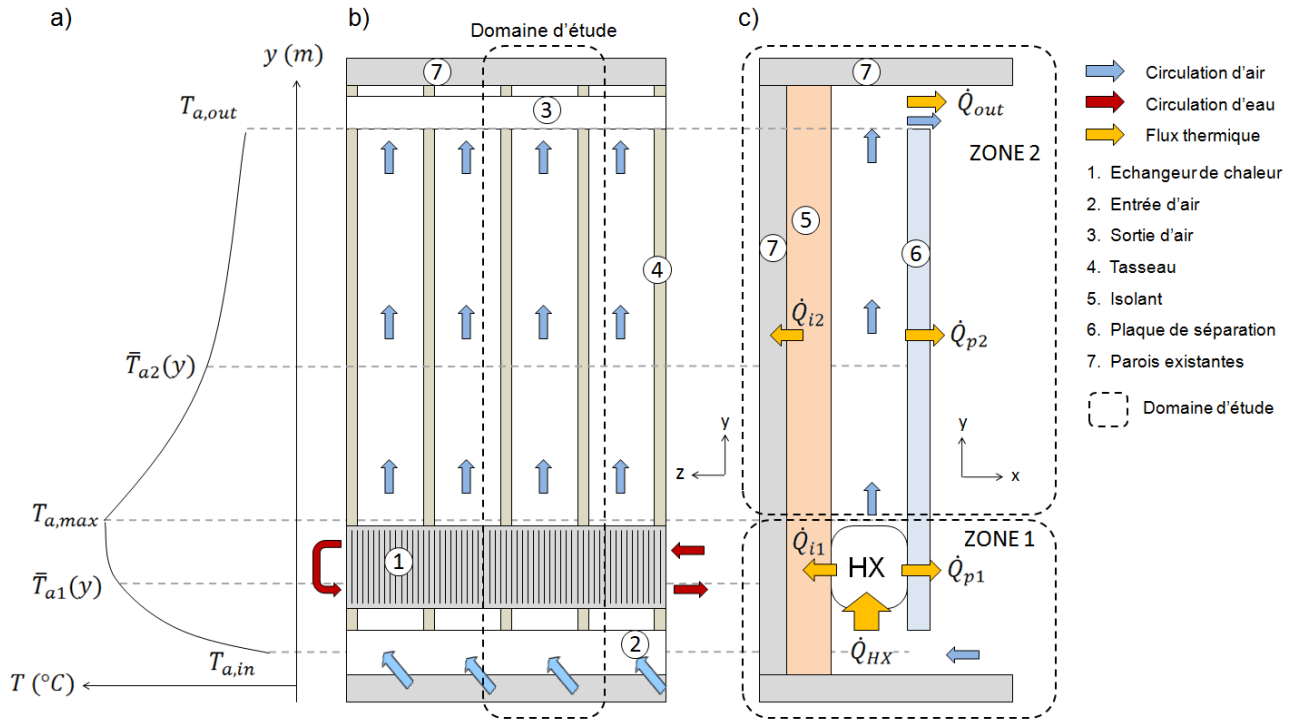 a)
y (m)
T_{a,out}
T̅_{a2}(y)
T_{a,max}
T̅_{a1}(y)
T_{a,in}
T (°C)
b)
Domaine d'étude
7
3
4
1
2
y
z
c)
7
Q̇_{out}
ZONE 2
5
7
6
Q̇_{i2}
Q̇_{p2}
y
x
ZONE 1
Q̇_{i1}
HX
Q̇_{p1}
Q̇_{HX}
Circulation d'air
Circulation d'eau
Flux thermique
1. Echangeur de chaleur
2. Entrée d'air
3. Sortie d'air
4. Tasseau
5. Isolant
6. Plaque de séparation
7. Parois existantes
Domaine d'étude